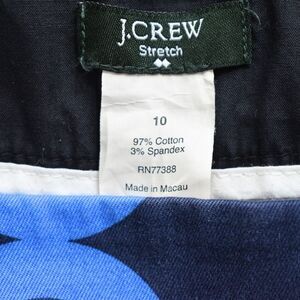 J.CREW
Stretch
10
97% Cotton
3% Spandex
RN77388
Made in Macau